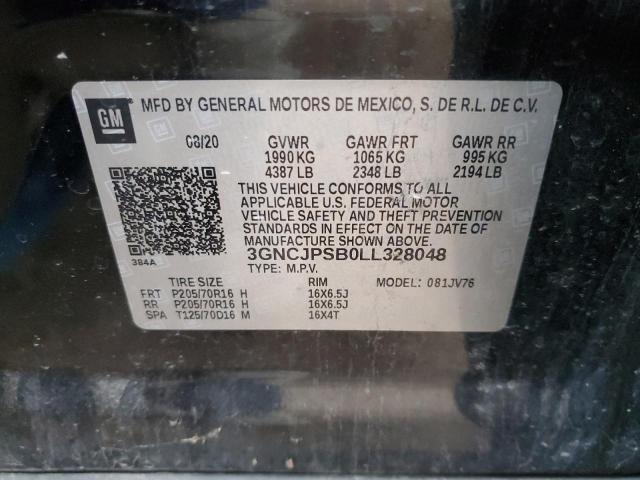 GM
MFD BY GENERAL MOTORS DE MEXICO, S. DE R.L. DE C.V.
08/20 GVWR GAWR FRT GAWR RR
1990 KG 1065 KG 995 KG
4387 LB 2348 LB 2194 LB
THIS VEHICLE CONFORMS TO ALL
APPLICABLE U.S. FEDERAL MOTOR
VEHICLE SAFETY AND THEFT PREVENTION
STANDARDS IN EFFECT ON THE DATE
OF MANUFACTURE SHOWN ABOVE.
384A 3GNCJPSB0LL328048
TYPE: M.P.V. MODEL: 081JV76
TIRE SIZE RIM
FRT P205/70R16 H 16X6.5J
RR P205/70R16 H 16X6.5J
SPA T125/70D16 M 16X4T